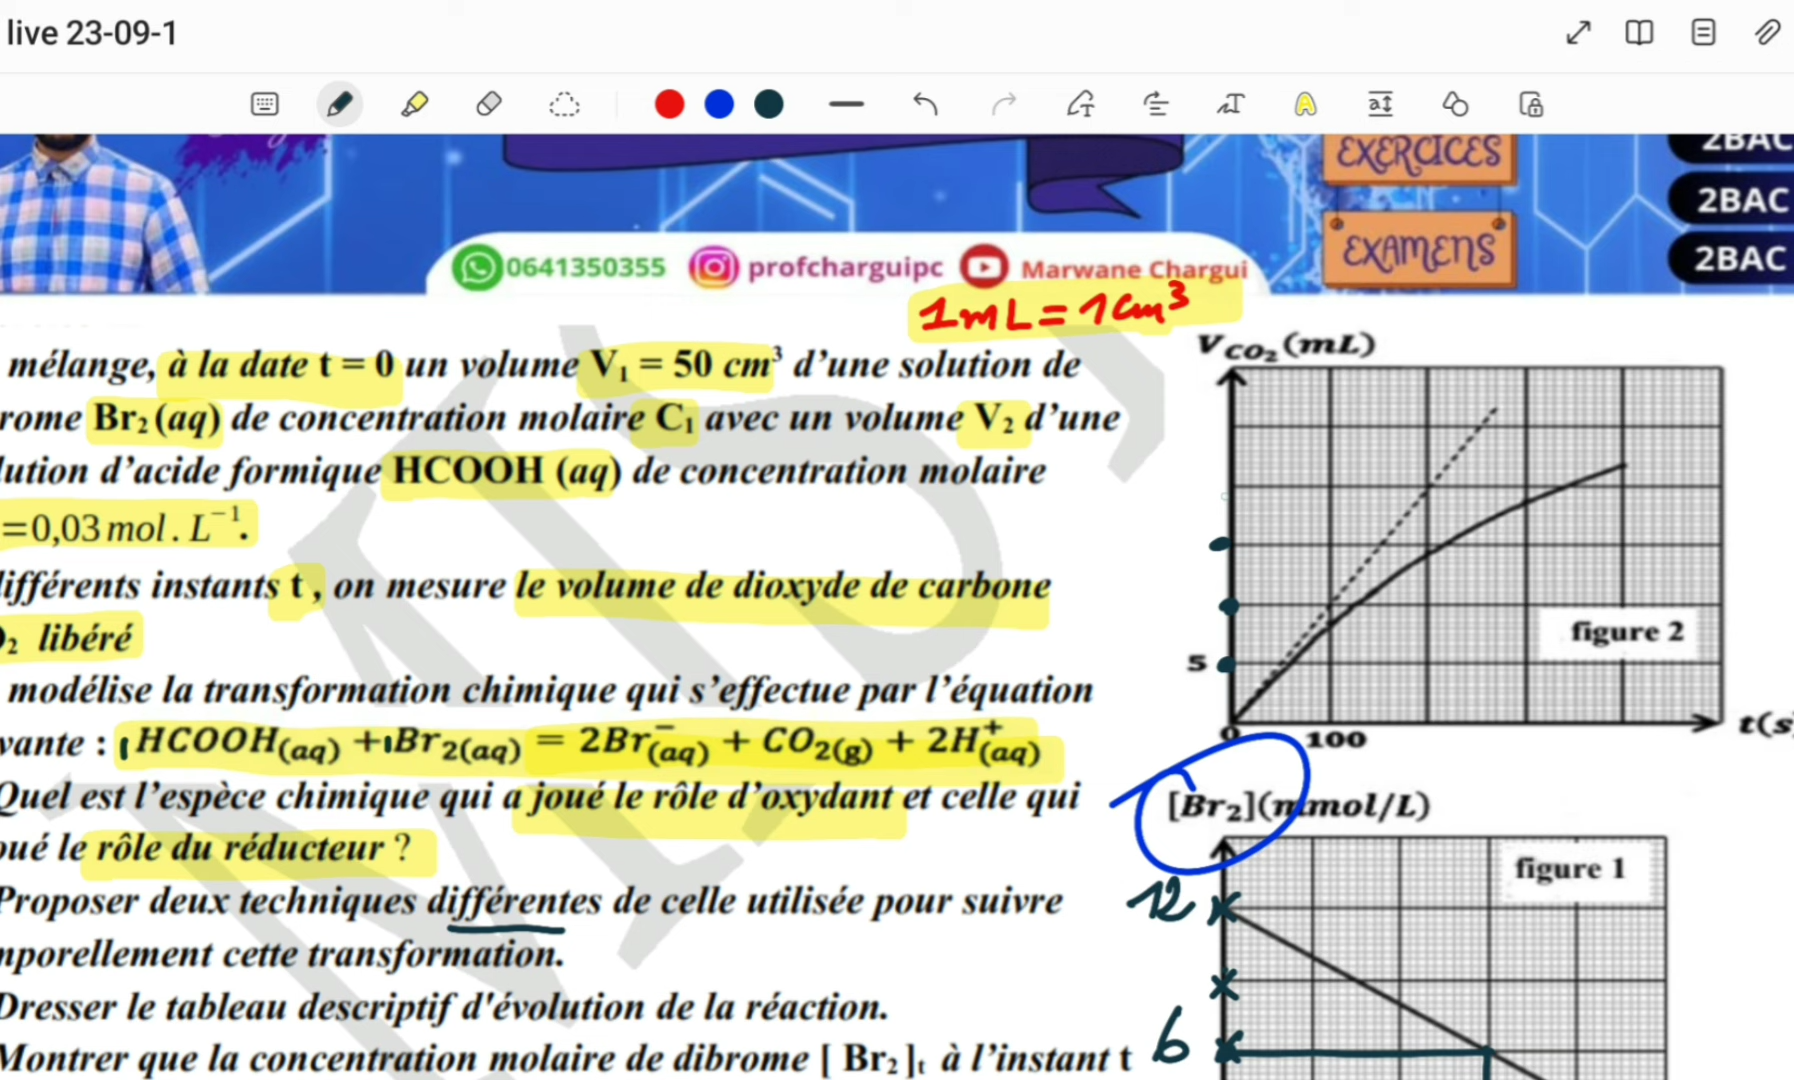 live 23-09-1
EXERCICES
EXAMENS
2BAC
2BAC
2BAC
0641350355 profcharguipc Marwane Chargui
1mL = 1cm³
mélange, à la date t = 0 un volume V₁ = 50 cm³ d'une solution de
rome Br₂(aq) de concentration molaire C₁ avec un volume V₂ d'une
lution d'acide formique HCOOH (aq) de concentration molaire
=0,03 mol . L⁻¹.
ifférents instants t , on mesure le volume de dioxyde de carbone
₂ libéré
modélise la transformation chimique qui s'effectue par l'équation
vante : 1 HCOOH(aq) + 1Br₂(aq) = 2Br⁻(aq) + CO₂(g) + 2H⁺(aq)
Quel est l'espèce chimique qui a joué le rôle d'oxydant et celle qui
oué le rôle du réducteur ?
Proposer deux techniques différentes de celle utilisée pour suivre
mporellement cette transformation.
Dresser le tableau descriptif d'évolution de la réaction.
Montrer que la concentration molaire de dibrome [ Br₂ ]t à l'instant t
V CO₂ (mL)
figure 2
5
0
100
t(s
[Br₂](mmol/L)
figure 1
12
6